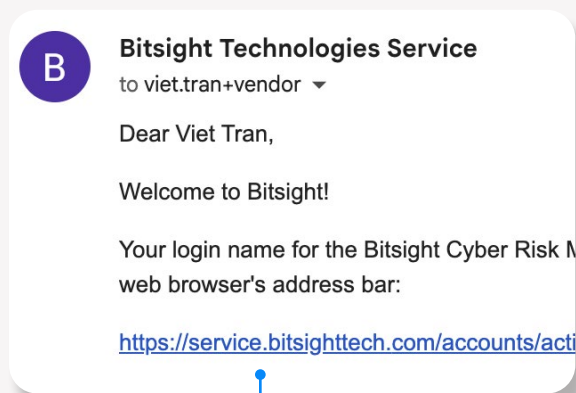 B
Bitsight Technologies Service
to viet.tran+vendor
Dear Viet Tran,
Welcome to Bitsight!
Your login name for the Bitsight Cyber Risk
web browser's address bar:
https://service.bitsighttech.com/accounts/acti